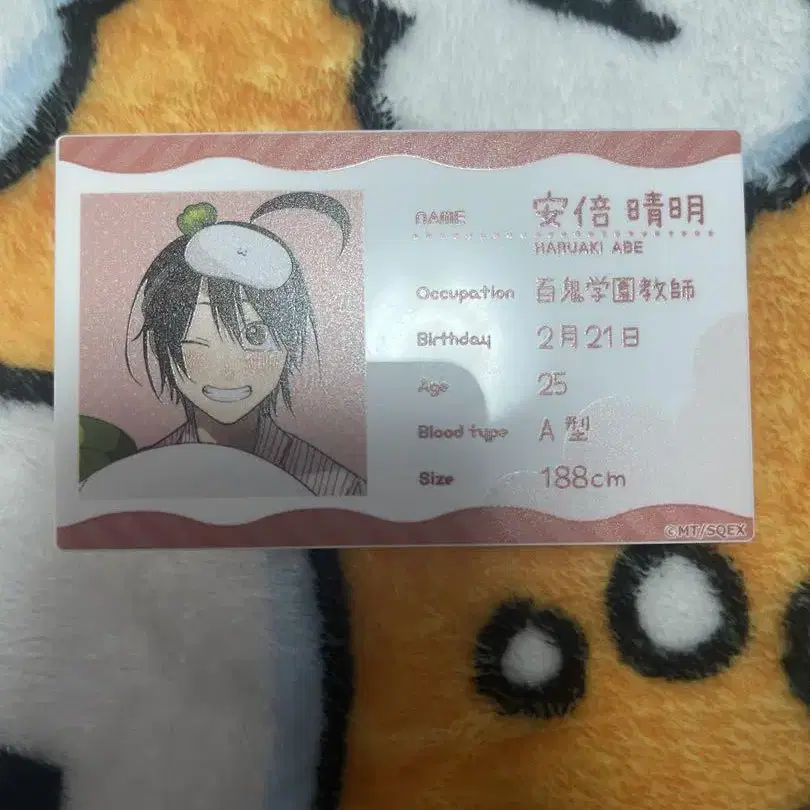 NAME 安倍 晴明
HARUAKI ABE
Occupation 百鬼学園教師
Birthday 2月21日
Age 25
Blood type A型
Size 188cm
©MT/SQEX